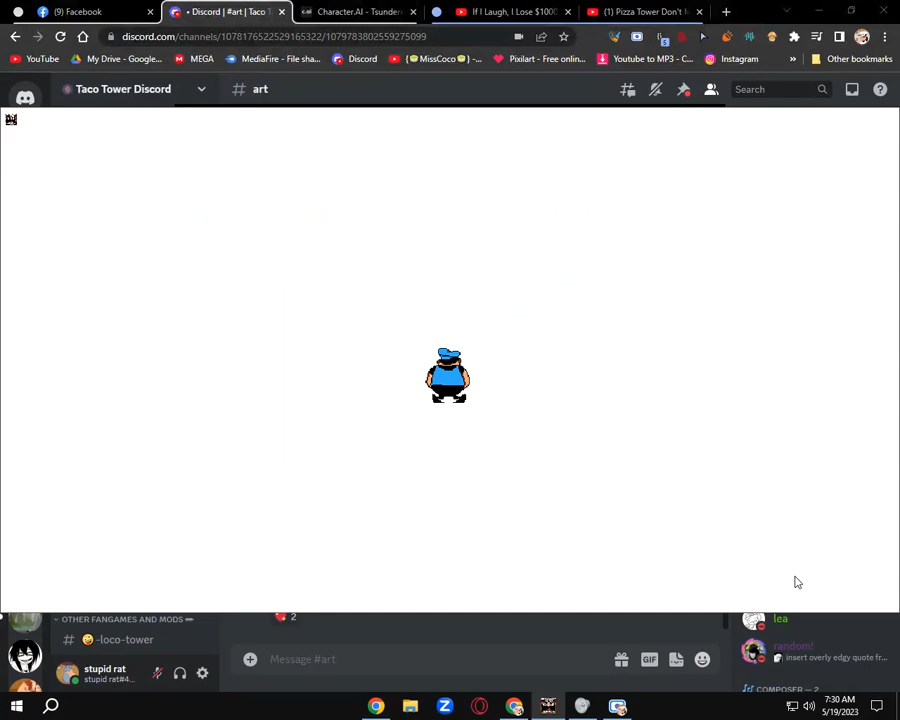 (9) Facebook
• Discord | #art | Taco T
Character.AI - Tsundere
If I Laugh, I Lose $1000
(1) Pizza Tower Don't
discord.com/channels/1078176522529165322/1079783802559275099
YouTube
My Drive - Google...
MEGA
MediaFire - File sha...
Discord
{MissCoco} -...
Pixilart - Free onlin...
Youtube to MP3 - C...
Instagram
»
Other bookmarks
Taco Tower Discord
# art
Search
2
OTHER FANGAMES AND MODS
# -loco-tower
lea
random!
insert overly edgy quote fr...
stupid rat
stupid rat#4...
Message #art
GIF
COMPOSER — 2
7:30 AM
5/19/2023